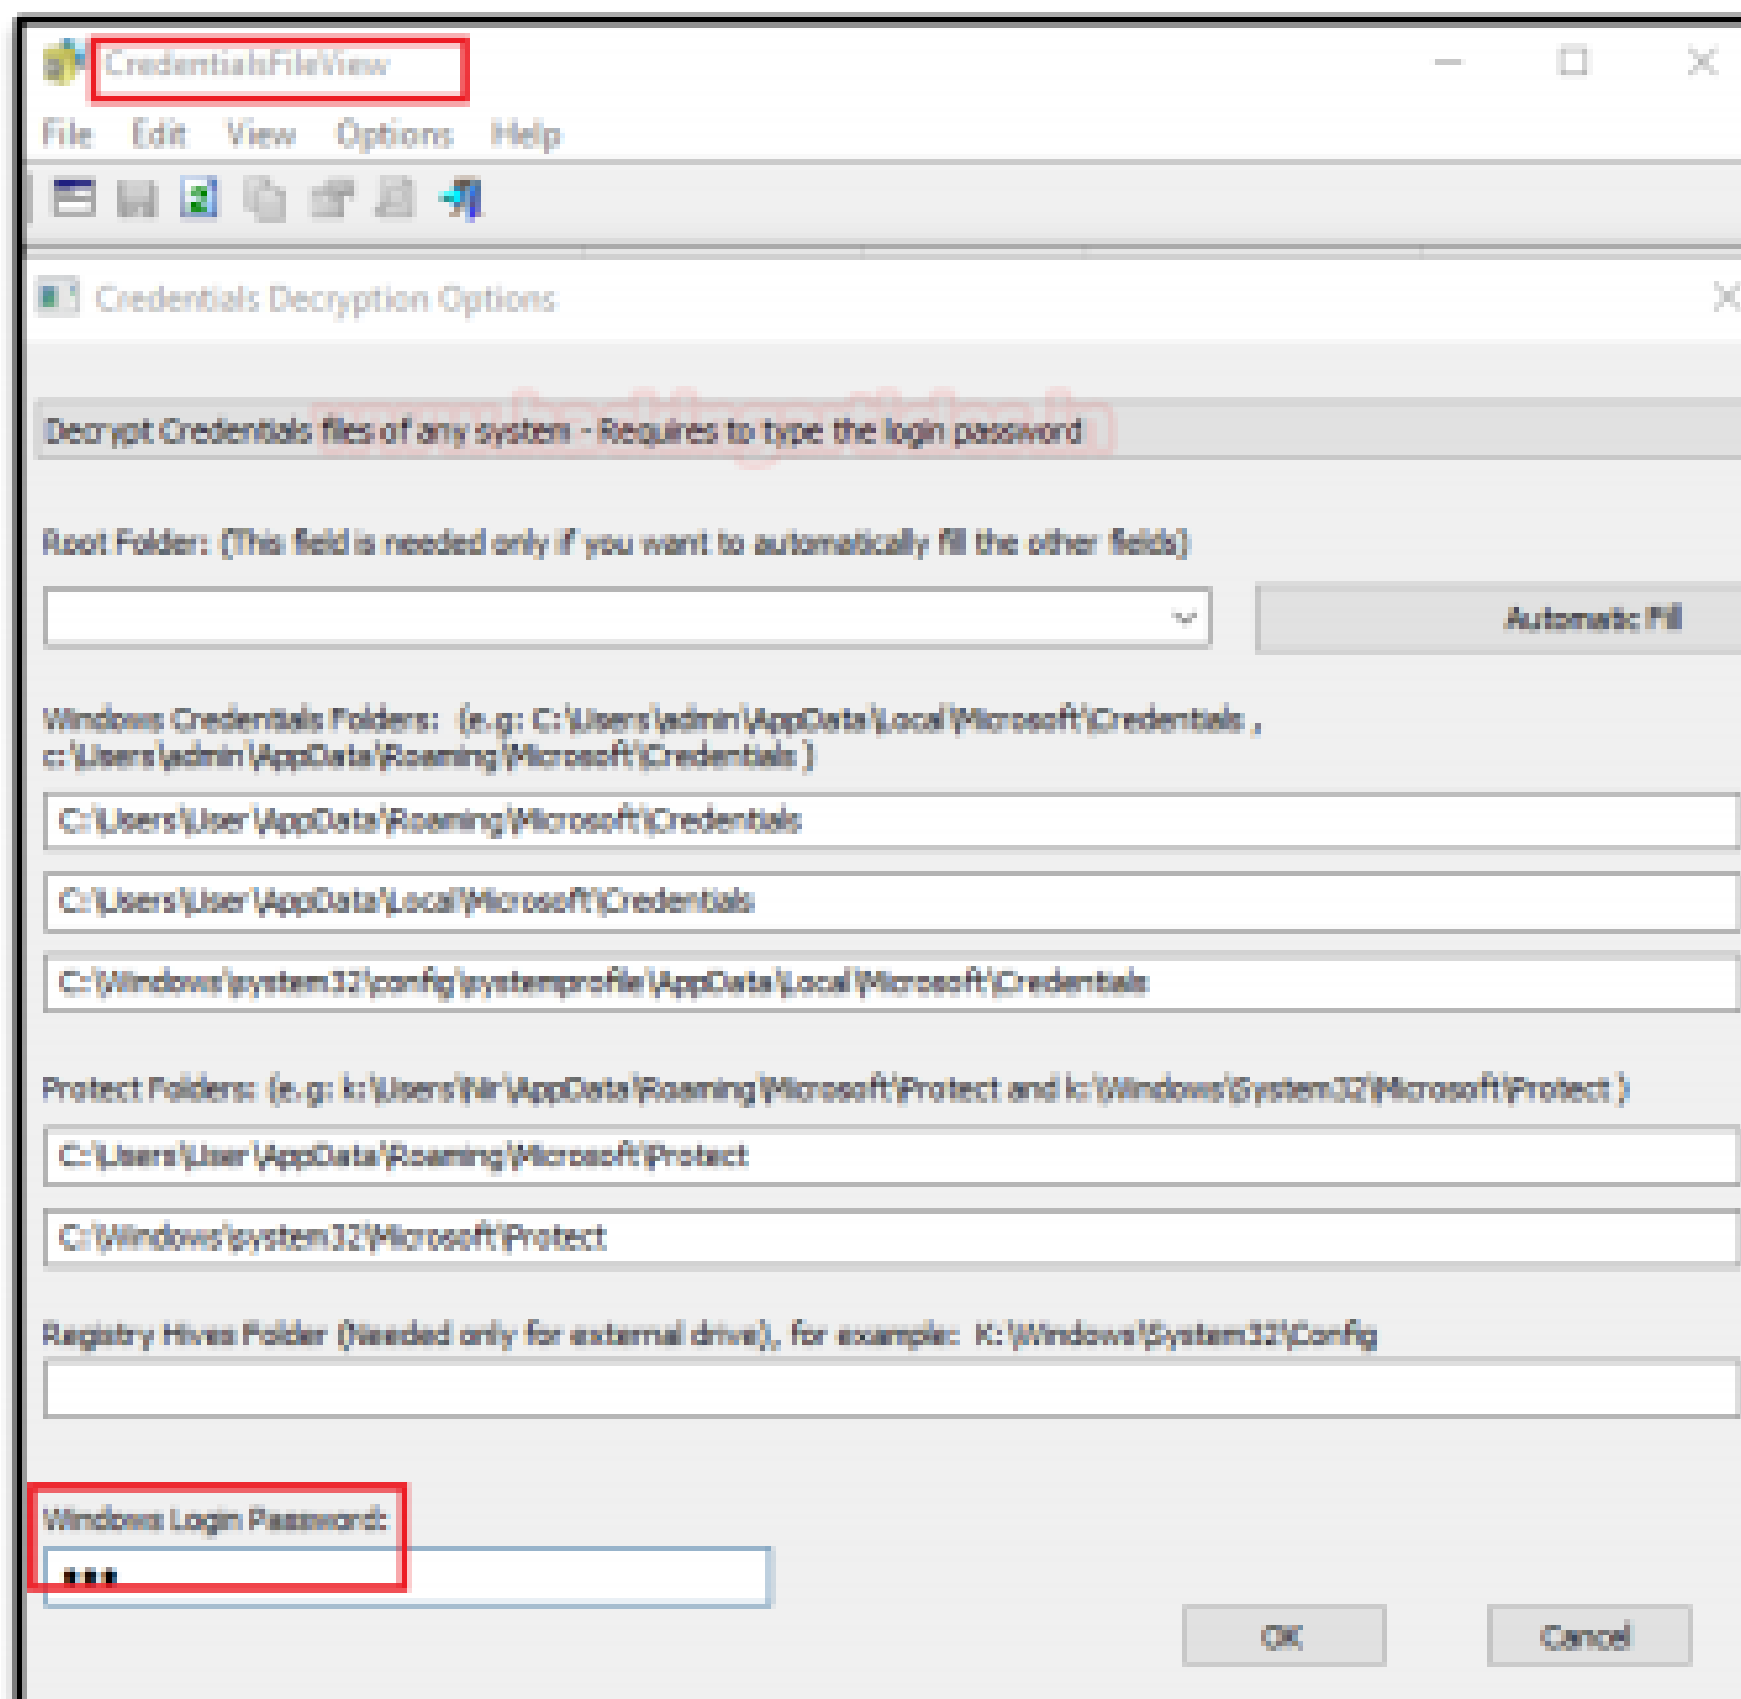 CredentialsFileView
File Edit View Options Help
Credentials Decryption Options
www.hackingarticles.in
Decrypt Credentials files of any system - Requires to type the login password
Root Folder: (This field is needed only if you want to automatically fill the other fields)
Automatic Fill
Windows Credentials Folders: (e.g: C:\Users\admin\AppData\Local\Microsoft\Credentials ,
c:\Users\admin\AppData\Roaming\Microsoft\Credentials )
C:\Users\User\AppData\Roaming\Microsoft\Credentials
C:\Users\User\AppData\Local\Microsoft\Credentials
C:\Windows\system32\config\systemprofile\AppData\Local\Microsoft\Credentials
Protect Folders: (e.g: k:\Users\Nir\AppData\Roaming\Microsoft\Protect and k:\Windows\System32\Microsoft\Protect )
C:\Users\User\AppData\Roaming\Microsoft\Protect
C:\Windows\system32\Microsoft\Protect
Registry Hives Folder (Needed only for external drive), for example: K:\Windows\System32\Config
Windows Login Password:
OK Cancel